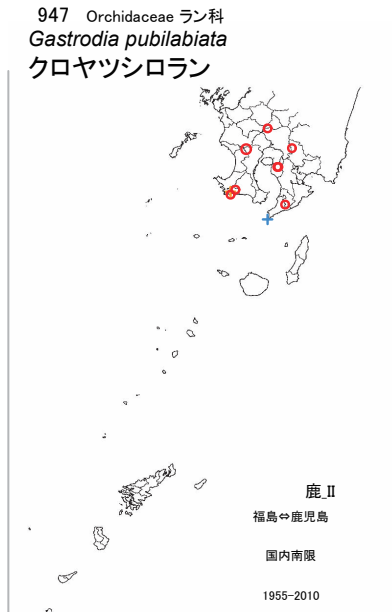 947 Orchidaceae ラン科
Gastrodia pubilabiata
クロヤツシロラン
鹿_II
福島⇔鹿児島
国内南限
1955-2010